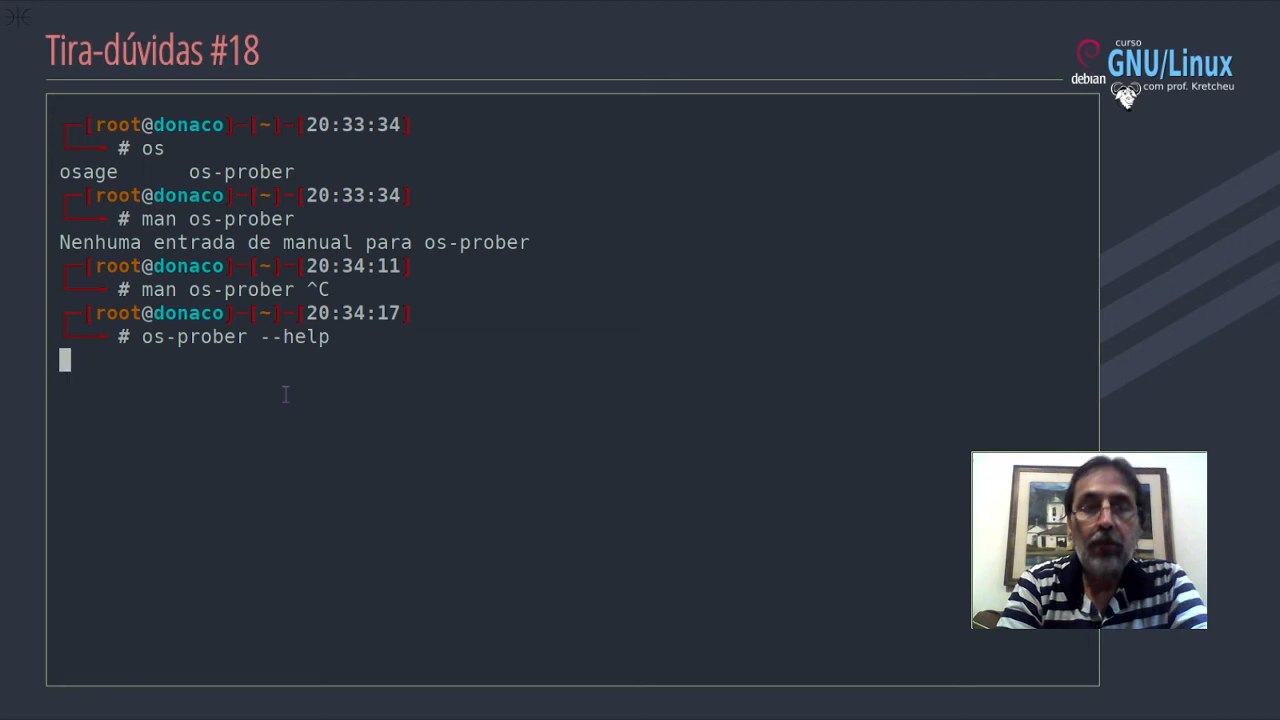 Tira-dúvidas #18
curso
debian GNU/Linux
com prof. Kretcheu
[root@donaco]-[~]-[20:33:34]
# os
osage os-prober
[root@donaco]-[~]-[20:33:34]
# man os-prober
Nenhuma entrada de manual para os-prober
[root@donaco]-[~]-[20:34:11]
# man os-prober ^C
[root@donaco]-[~]-[20:34:17]
# os-prober --help